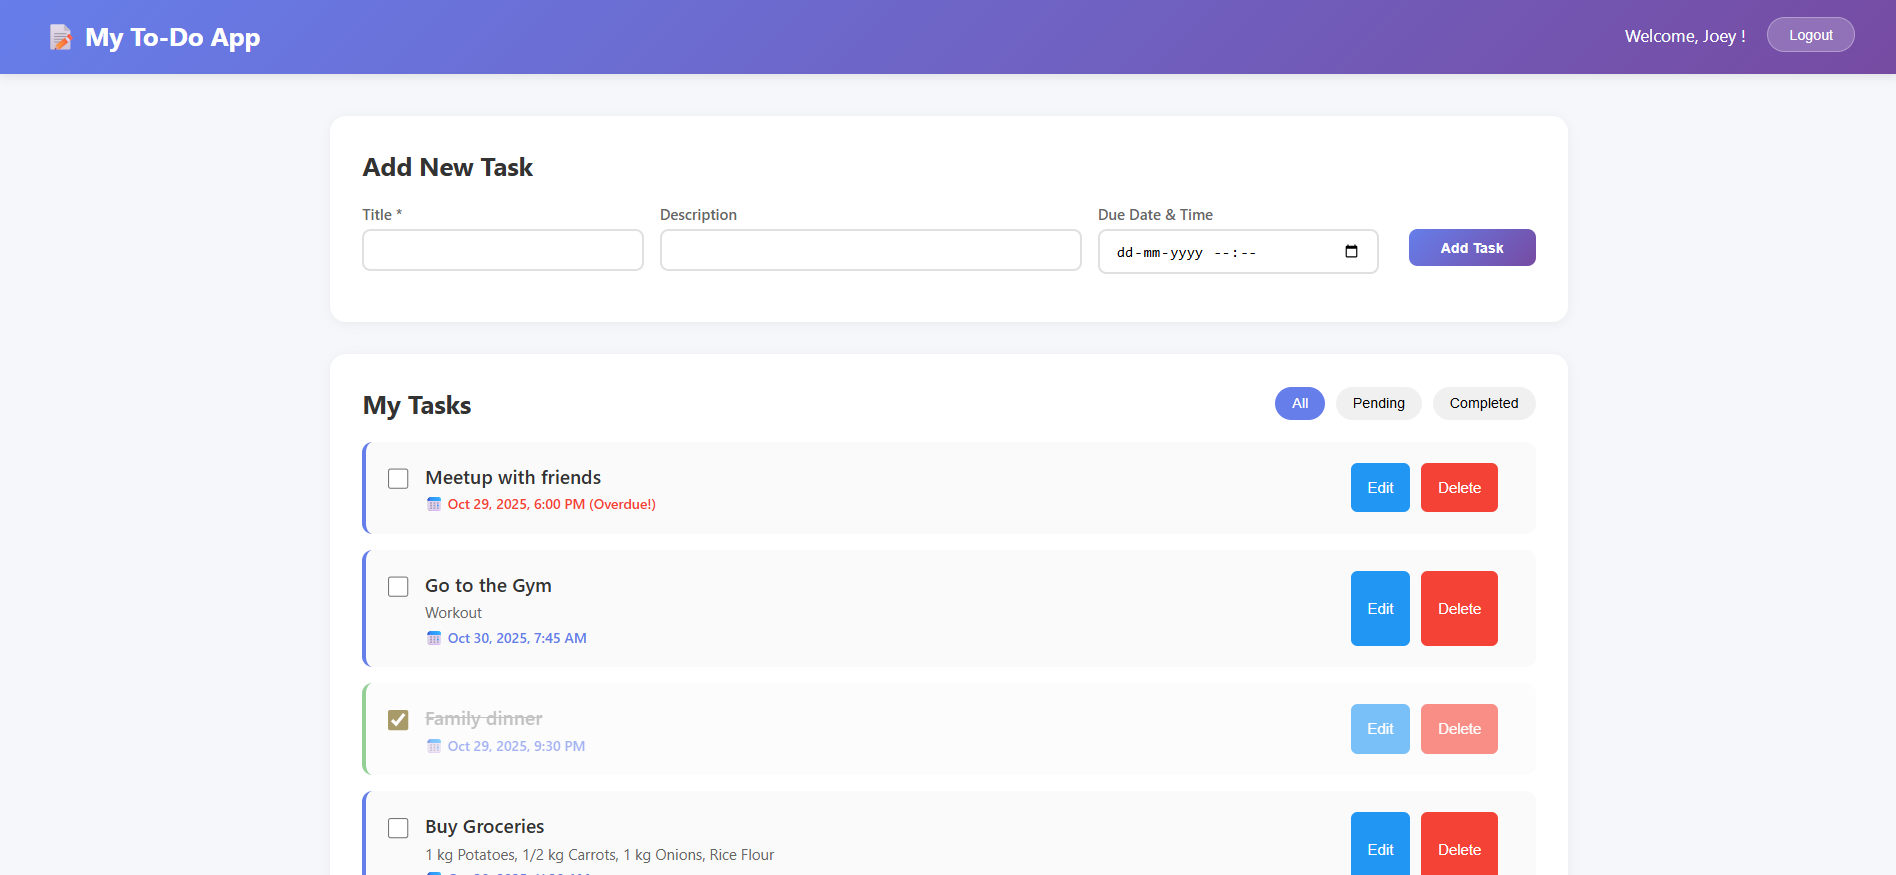 My To-Do App
Welcome, Joey !
Logout
Add New Task
Title *
Description
Due Date & Time
dd-mm-yyyy --:--
Add Task
My Tasks
All
Pending
Completed
Meetup with friends
Oct 29, 2025, 6:00 PM (Overdue!)
Edit
Delete
Go to the Gym
Workout
Oct 30, 2025, 7:45 AM
Edit
Delete
Family dinner
Oct 29, 2025, 9:30 PM
Edit
Delete
Buy Groceries
1 kg Potatoes, 1/2 kg Carrots, 1 kg Onions, Rice Flour
Edit
Delete